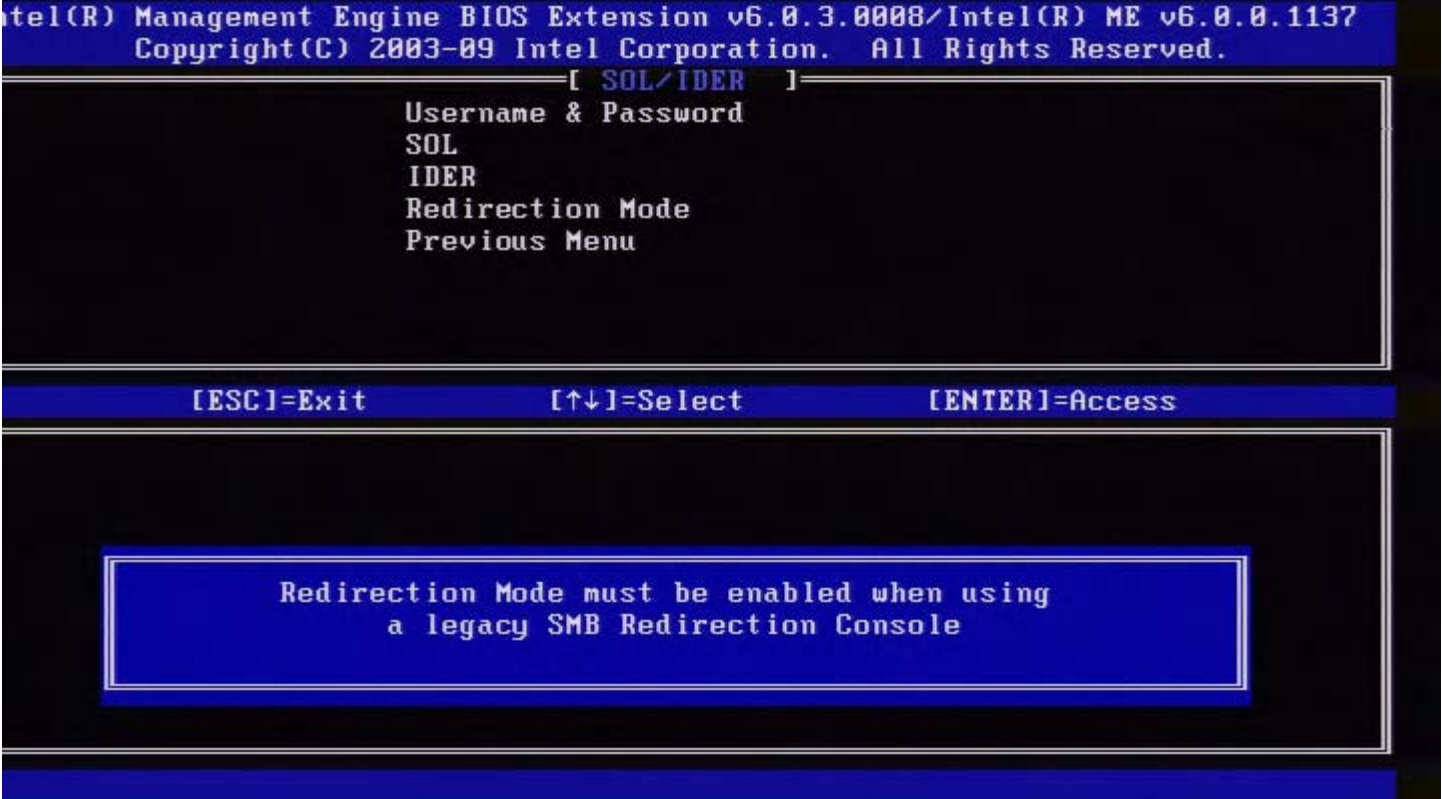 ntel(R) Management Engine BIOS Extension v6.0.3.0008/Intel(R) ME v6.0.0.1137
Copyright(C) 2003-09 Intel Corporation. All Rights Reserved.
[ SOL/IDER ]
Username & Password
SOL
IDER
Redirection Mode
Previous Menu
[ESC]=Exit [↑↓]=Select [ENTER]=Access
Redirection Mode must be enabled when using
a legacy SMB Redirection Console